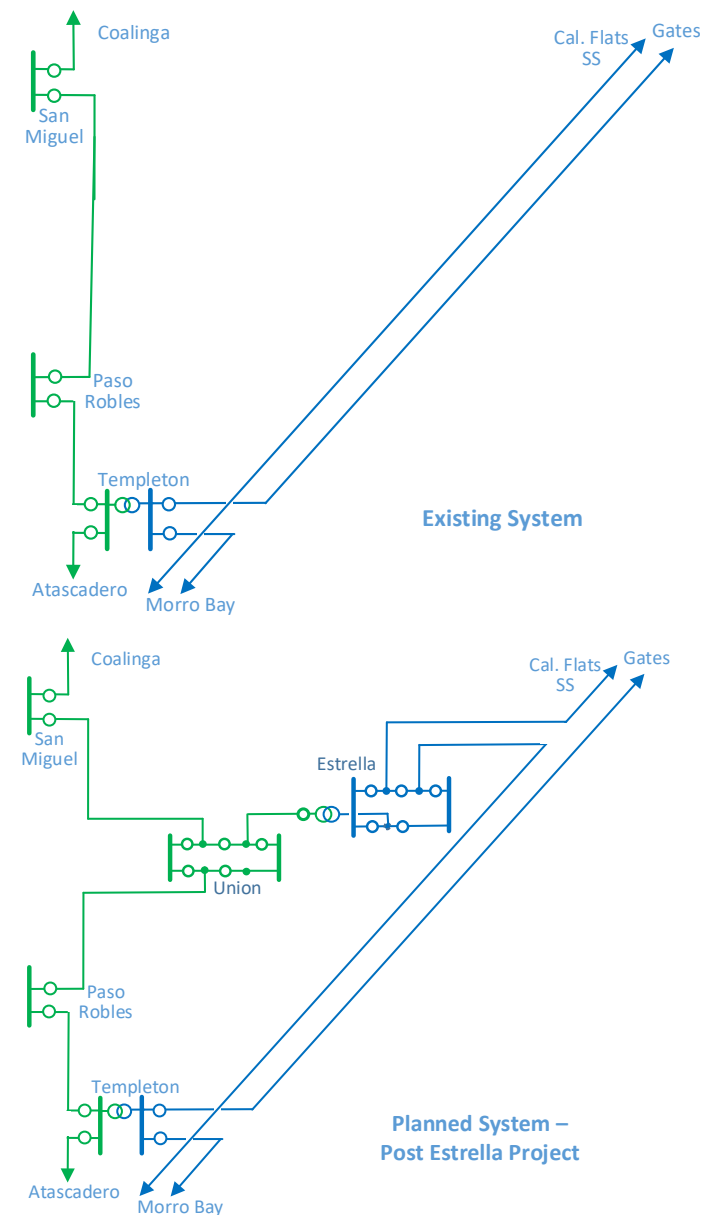 Coalinga
Cal. Flats
SS
Gates
San
Miguel
Paso
Robles
Templeton
Existing System
Atascadero
Morro Bay
Coalinga
Cal. Flats
SS
Gates
San
Miguel
Estrella
Union
Paso
Robles
Templeton
Planned System –
Post Estrella Project
Atascadero
Morro Bay